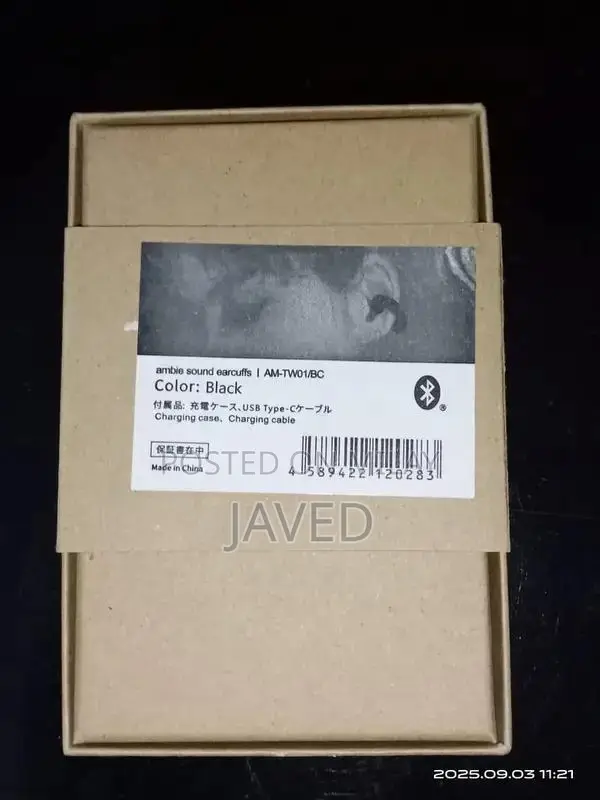 ambie sound earcuffs | AM-TW01/BC
Color: Black
付属品: 充電ケース、USB Type-Cケーブル
Charging case、Charging cable
保証書在中
Made in China
4 589422 120283
POSTED ON
JAVED
2025.09.03 11:21